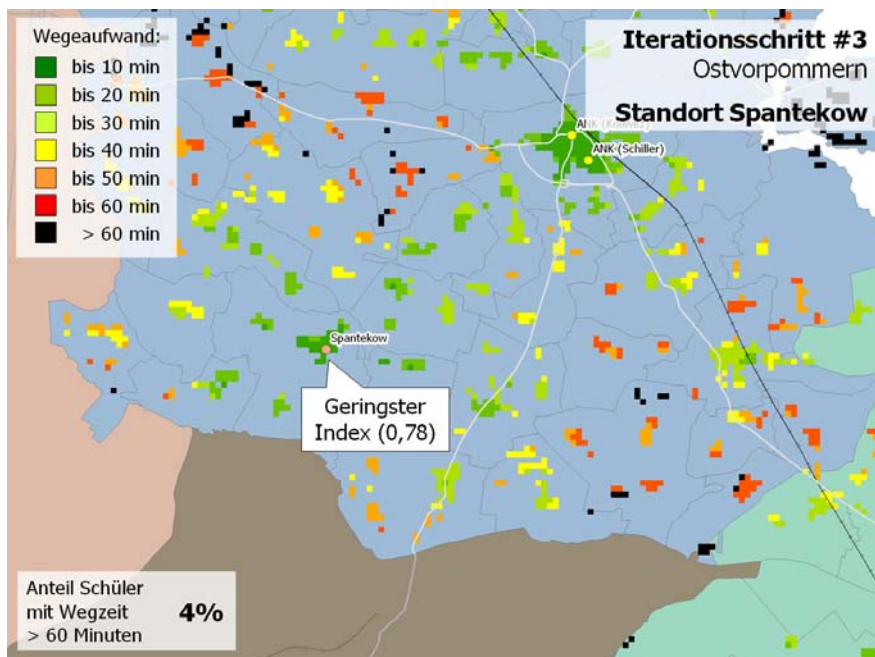 Wegeaufwand:
bis 10 min
bis 20 min
bis 30 min
bis 40 min
bis 50 min
bis 60 min
> 60 min
Iterationsschritt #3
Ostvorpommern
Standort Spantekow
ANK (Kollwitz)
ANK (Schiller)
Spantekow
Geringster
Index (0,78)
Anteil Schüler
mit Wegzeit
> 60 Minuten
4%